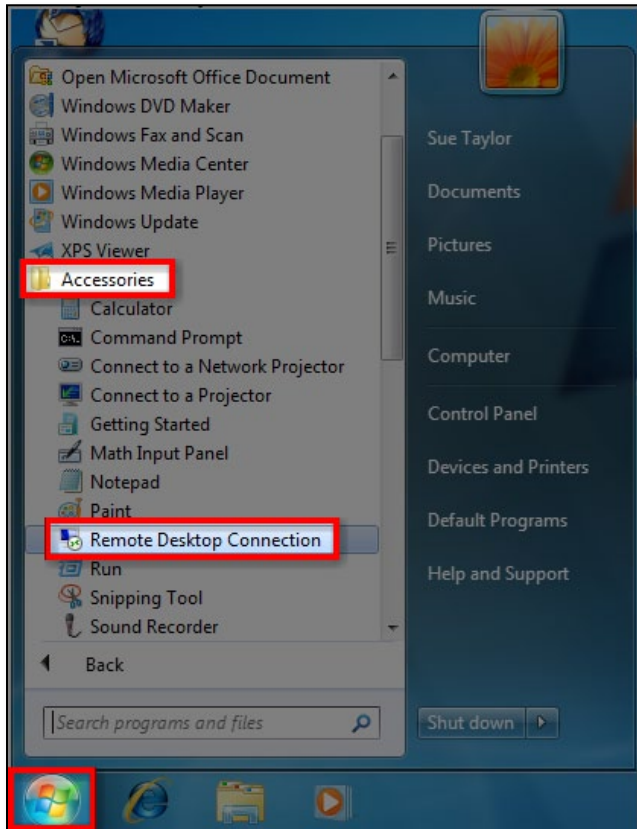 Open Microsoft Office Document
Windows DVD Maker
Windows Fax and Scan
Windows Media Center
Windows Media Player
Windows Update
XPS Viewer
Accessories
Calculator
Command Prompt
Connect to a Network Projector
Connect to a Projector
Getting Started
Math Input Panel
Notepad
Paint
Remote Desktop Connection
Run
Snipping Tool
Sound Recorder
Back
Search programs and files
Sue Taylor
Documents
Pictures
Music
Computer
Control Panel
Devices and Printers
Default Programs
Help and Support
Shut down